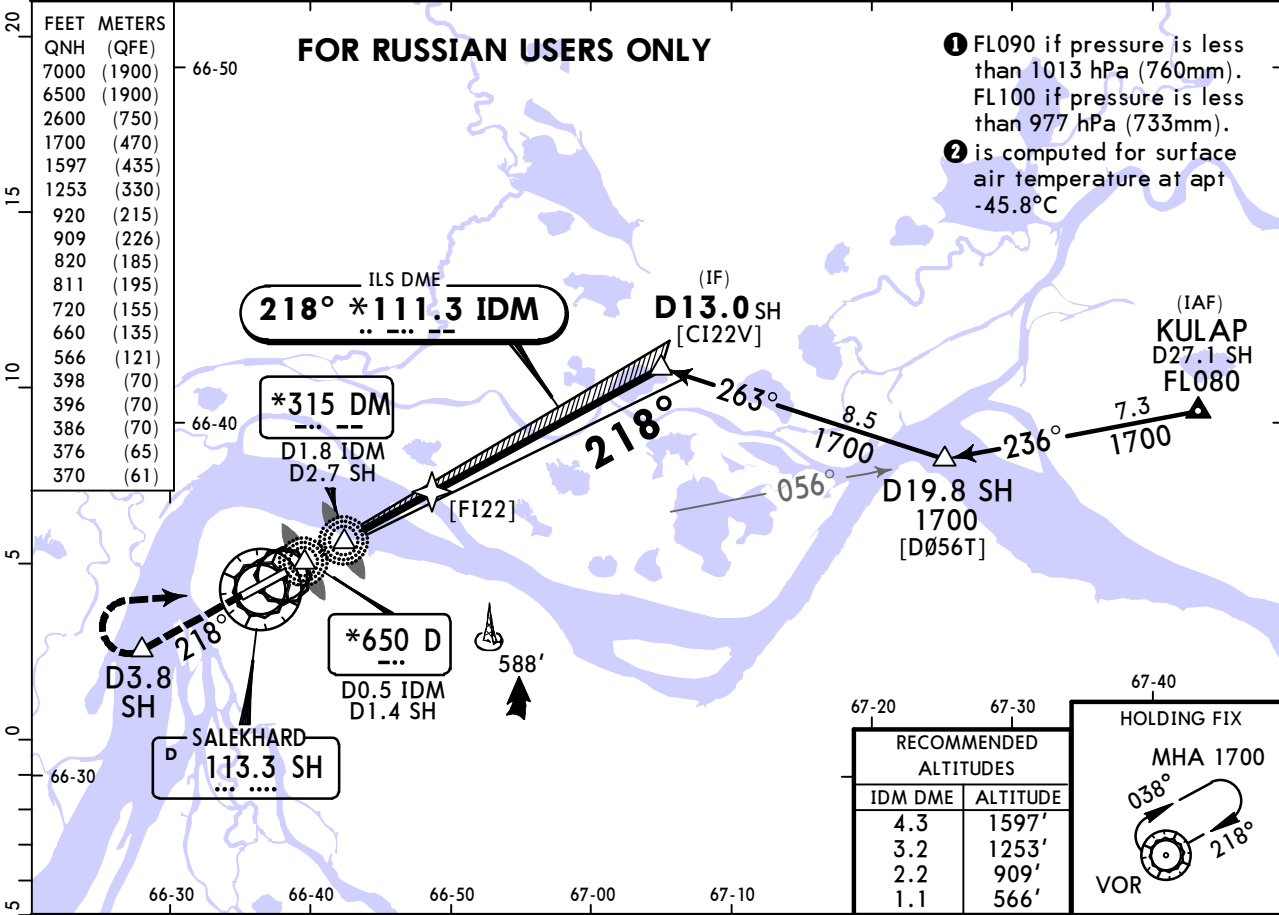 FEET METERS
QNH (QFE)
7000 (1900)
6500 (1900)
2600 (750)
1700 (470)
1597 (435)
1253 (330)
920 (215)
909 (226)
820 (185)
811 (195)
720 (155)
660 (135)
566 (121)
398 (70)
396 (70)
386 (70)
376 (65)
370 (61)
20
15
10
5
0
5
FOR RUSSIAN USERS ONLY
66-50
❶ FL090 if pressure is less
than 1013 hPa (760mm).
FL100 if pressure is less
than 977 hPa (733mm).
❷ is computed for surface
air temperature at apt
-45.8°C
ILS DME
218° *111.3 IDM
(IF)
D13.0 SH
[CI22V]
(IAF)
KULAP
D27.1 SH
FL080
263°
8.5
1700
7.3
236°
1700
*315 DM
D1.8 IDM
D2.7 SH
66-40
218°
[FI22]
056°
D19.8 SH
1700
[DØ56T]
218°
D3.8
SH
*650 D
D0.5 IDM
D1.4 SH
588'
SALEKHARD
D 113.3 SH
66-30
66-30
66-40
66-50
67-00
67-10
67-20
67-30
67-40
RECOMMENDED
ALTITUDES
IDM DME ALTITUDE
4.3 1597'
3.2 1253'
2.2 909'
1.1 566'
HOLDING FIX
MHA 1700
038°
218°
VOR